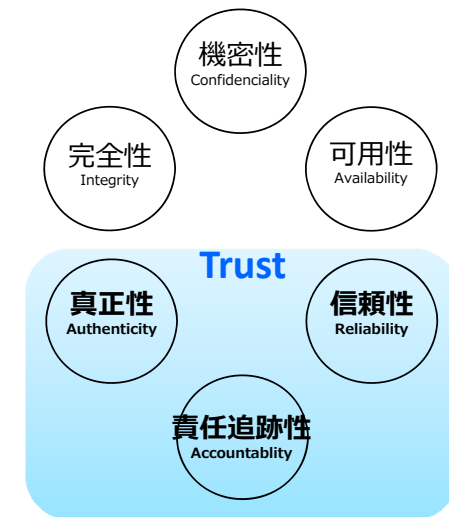 機密性
Confidenciality
完全性
Integrity
可用性
Availability
Trust
真正性
Authenticity
信頼性
Reliability
責任追跡性
Accountablity